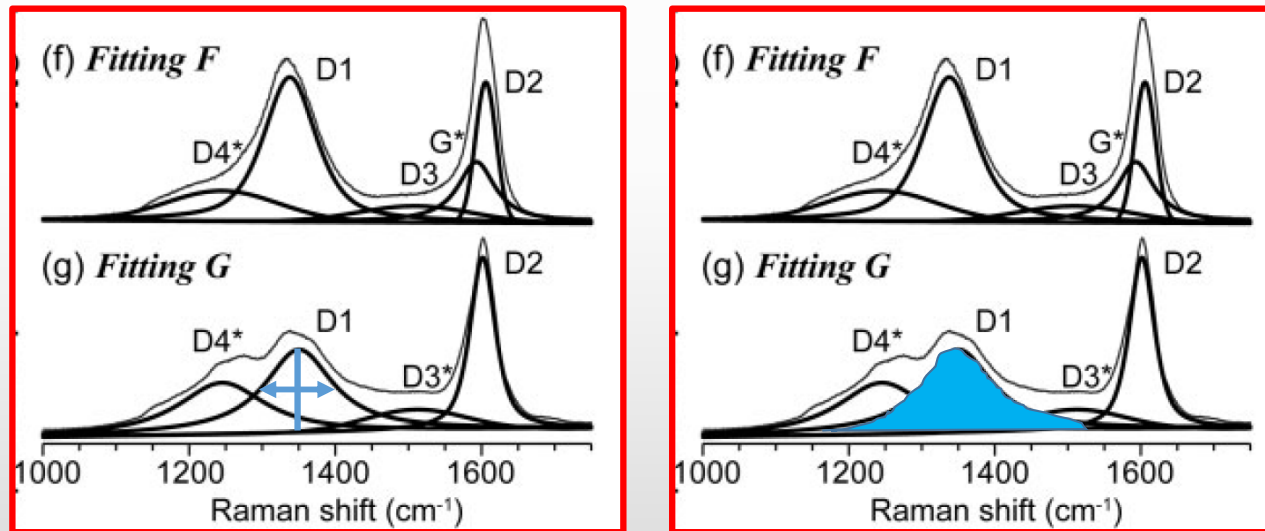 (f) Fitting F
D1
D2
G*
D4*
D3
(g) Fitting G
D2
D1
D4*
D3*
1000 1200 1400 1600
Raman shift (cm⁻¹)
(f) Fitting F
D1
D2
G*
D4*
D3
(g) Fitting G
D2
D1
D4*
D3*
1000 1200 1400 1600
Raman shift (cm⁻¹)